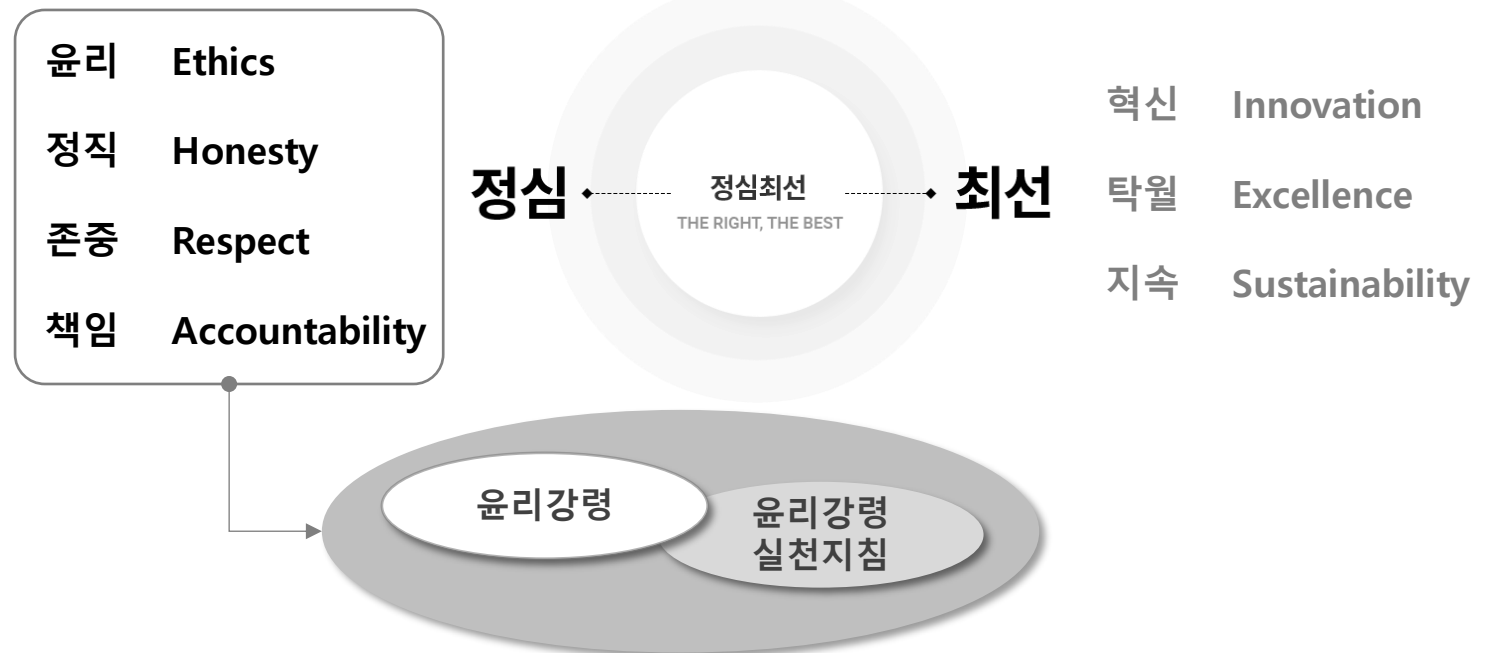 윤리 Ethics
정직 Honesty
존중 Respect
책임 Accountability
정심
정심최선
THE RIGHT, THE BEST
최선
혁신 Innovation
탁월 Excellence
지속 Sustainability
윤리강령
윤리강령
실천지침